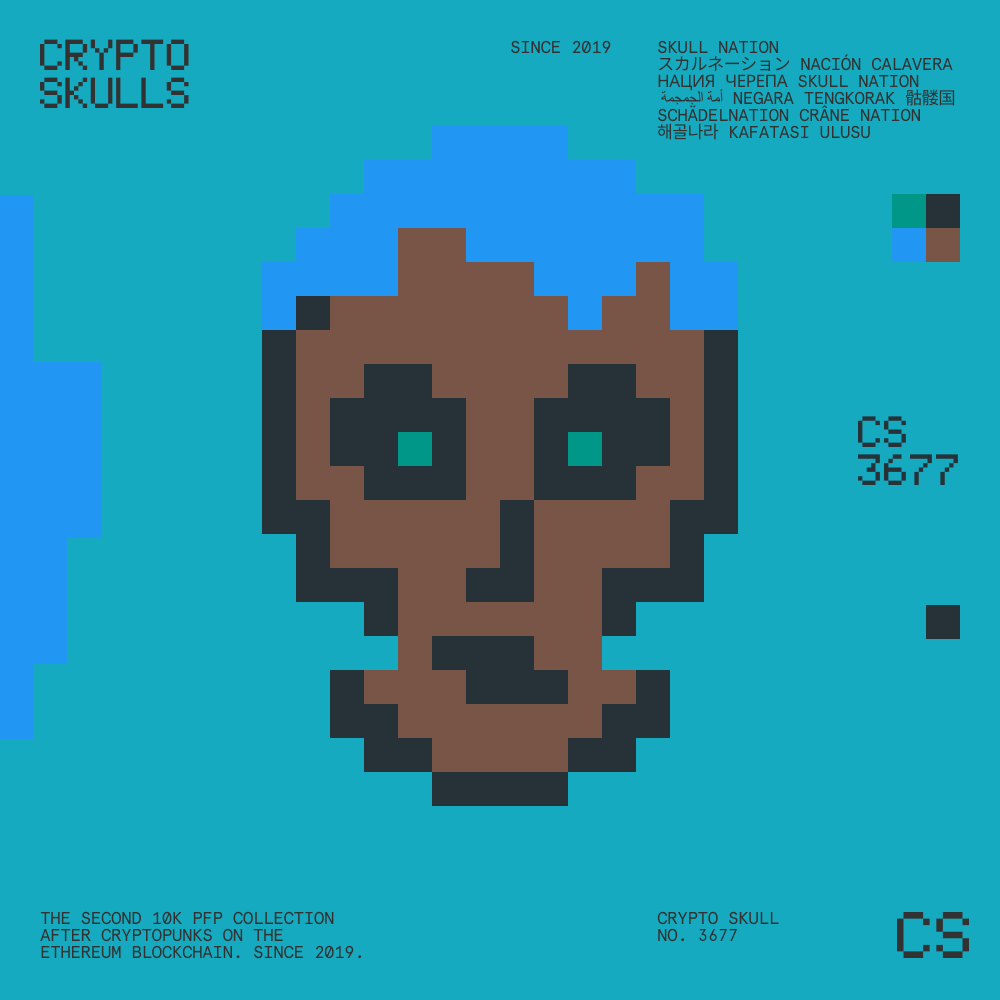 CRYPTO
SKULLS
SINCE 2019
SKULL NATION
スカルネーション NACIÓN CALAVERA
НАЦИЯ ЧЕРЕПА SKULL NATION
أمة الجمجمة NEGARA TENGKORAK 骷髅国
SCHÄDELNATION CRÂNE NATION
해골나라 KAFATASI ULUSU
CS
3677
THE SECOND 10K PFP COLLECTION
AFTER CRYPTOPUNKS ON THE
ETHEREUM BLOCKCHAIN. SINCE 2019.
CRYPTO SKULL
NO. 3677
CS